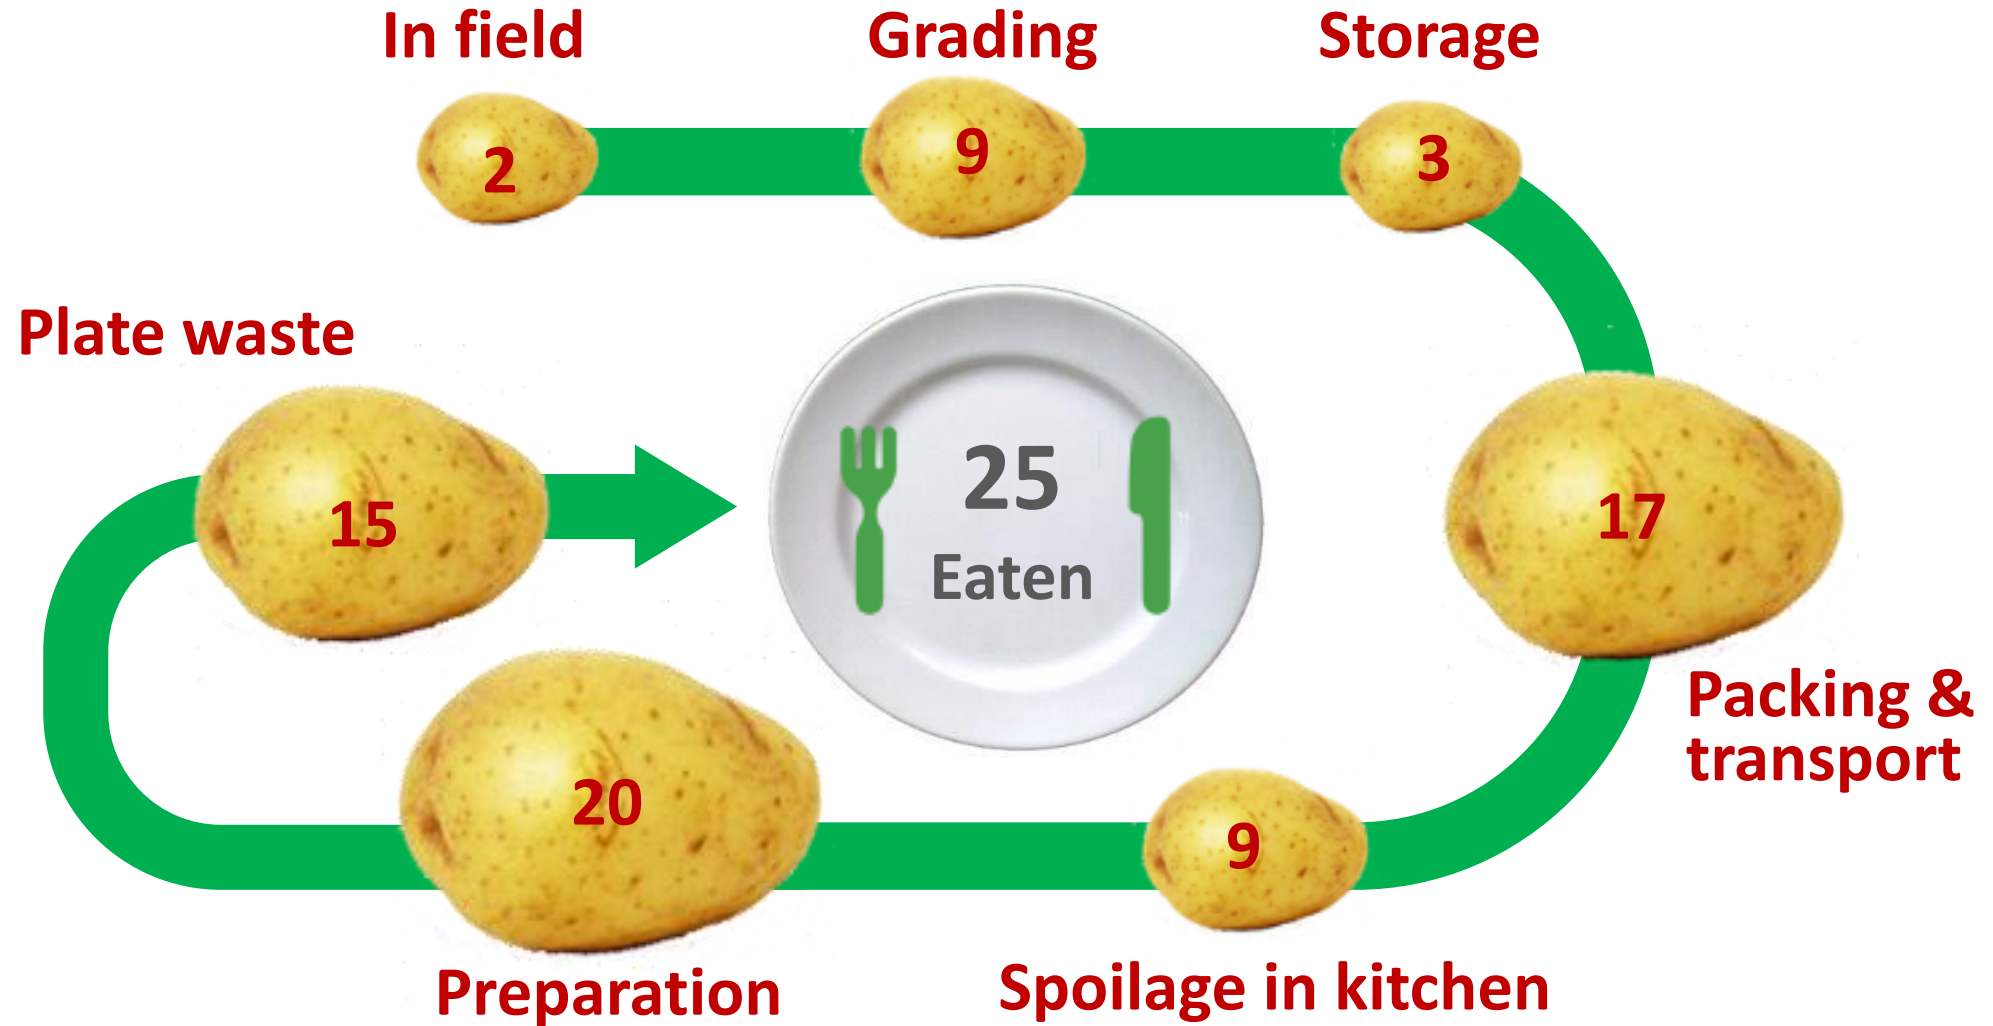 In field
Grading
Storage
2
9
3
Plate waste
15
25
Eaten
17
Packing &
transport
20
9
Preparation
Spoilage in kitchen